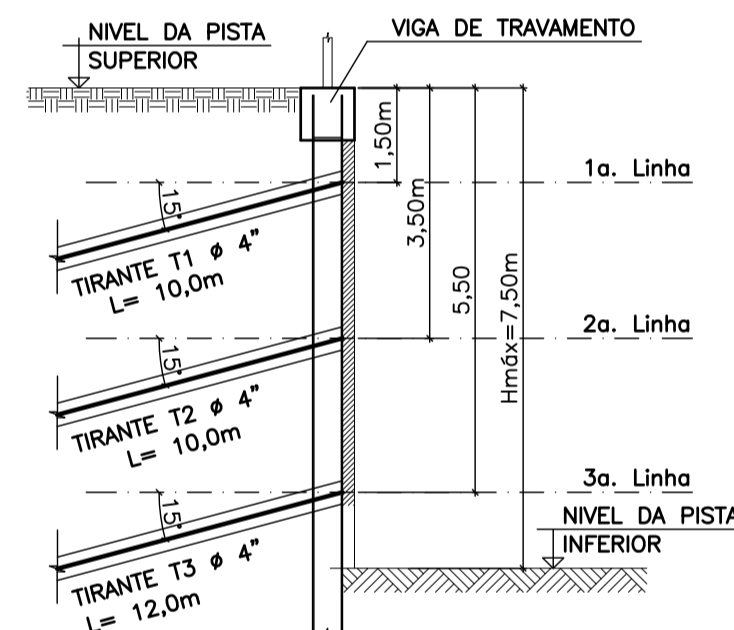 NIVEL DA PISTA
SUPERIOR
VIGA DE TRAVAMENTO
1,50m
3,50m
5,50
Hmáx=7,50m
1a. Linha
15°
TIRANTE T1 ø 4"
L= 10,0m
2a. Linha
15°
TIRANTE T2 ø 4"
L= 10,0m
3a. Linha
15°
TIRANTE T3 ø 4"
L= 12,0m
NIVEL DA PISTA
INFERIOR